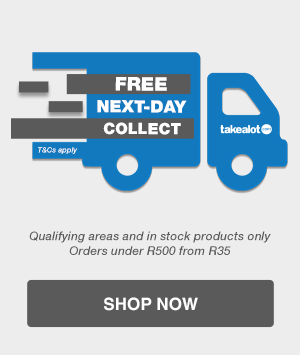 FREE
NEXT-DAY
COLLECT
takealot
T&Cs apply
Qualifying areas and in stock products only
Orders under R500 from R35
SHOP NOW